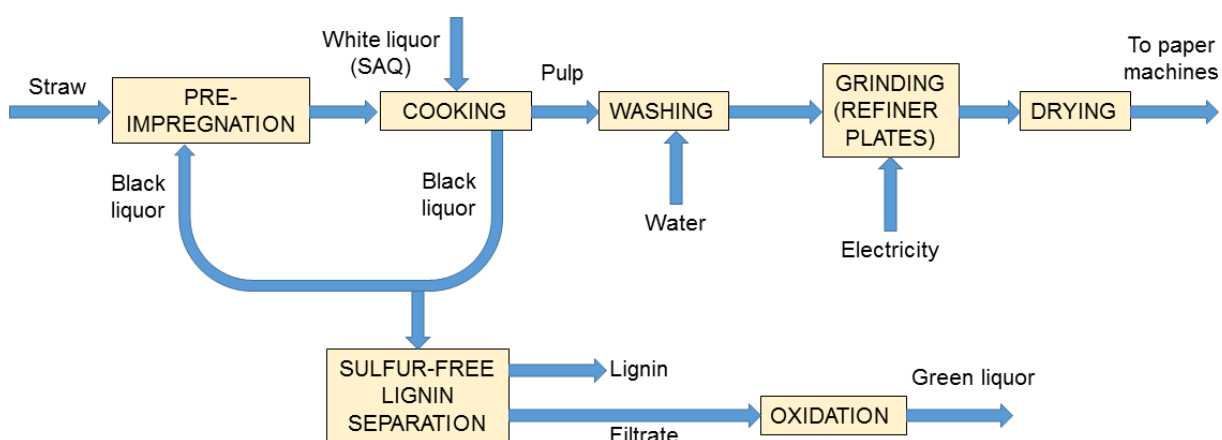 Straw
PRE-
IMPREGNATION
White liquor
(SAQ)
COOKING
Pulp
WASHING
GRINDING
(REFINER
PLATES)
DRYING
To paper
machines
Black
liquor
Black
liquor
Water
Electricity
SULFUR-FREE
LIGNIN
SEPARATION
Lignin
Filtrate
OXIDATION
Green liquor